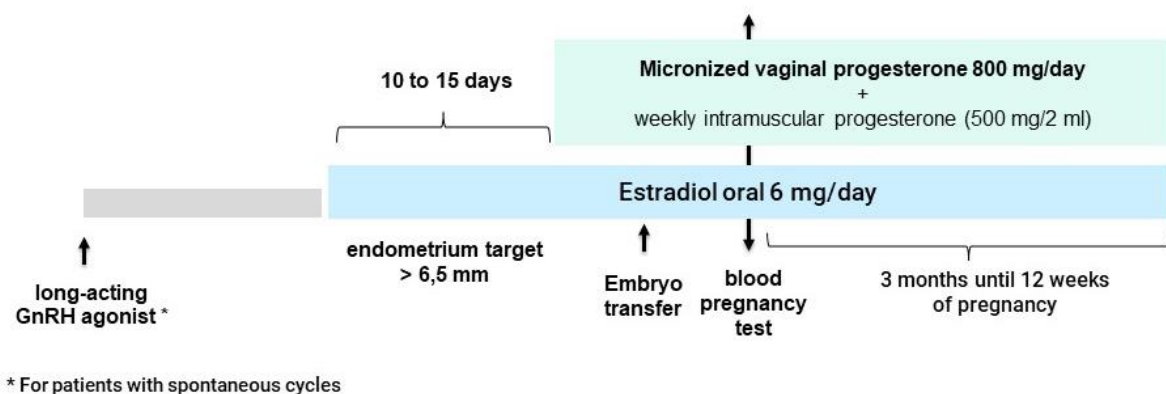 10 to 15 days
Micronized vaginal progesterone 800 mg/day
+
weekly intramuscular progesterone (500 mg/2 ml)
Estradiol oral 6 mg/day
long-acting
GnRH agonist *
endometrium target
> 6,5 mm
Embryo
transfer
blood
pregnancy
test
3 months until 12 weeks
of pregnancy
* For patients with spontaneous cycles